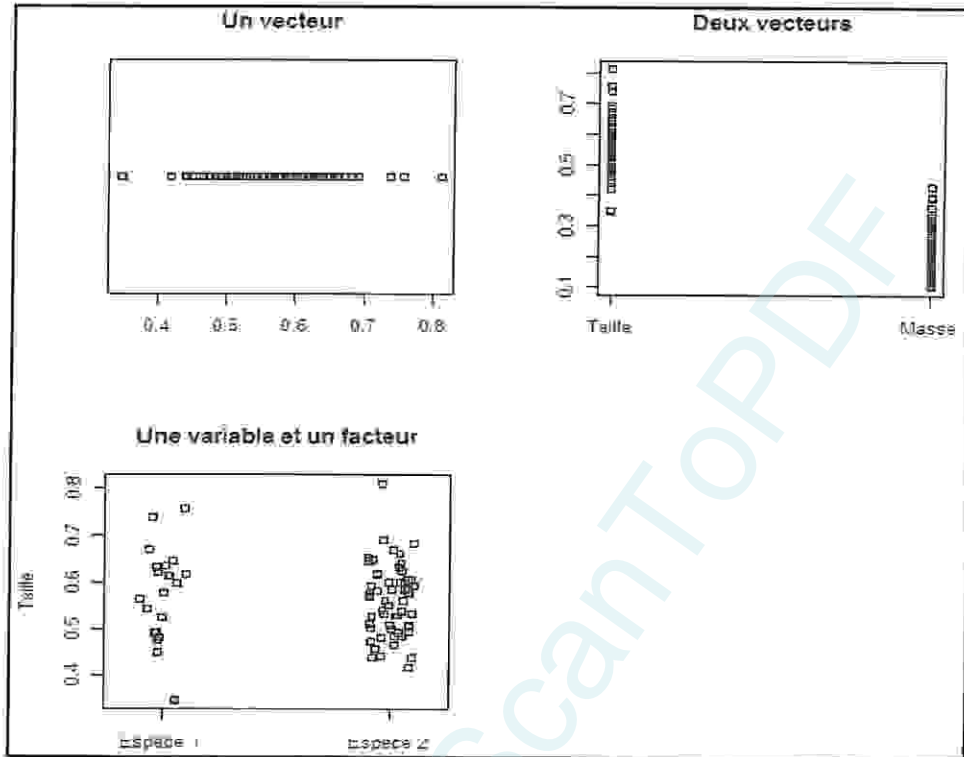 Un vecteur
Deux vecteurs
0.4 0.5 0.6 0.7 0.8
0.7
0.5
0.3
0.1
Taille Masse
Une variable et un facteur
0.8
0.7
0.6
0.5
0.4
Taille
Espece 1 Espece 2
ScanToPDF